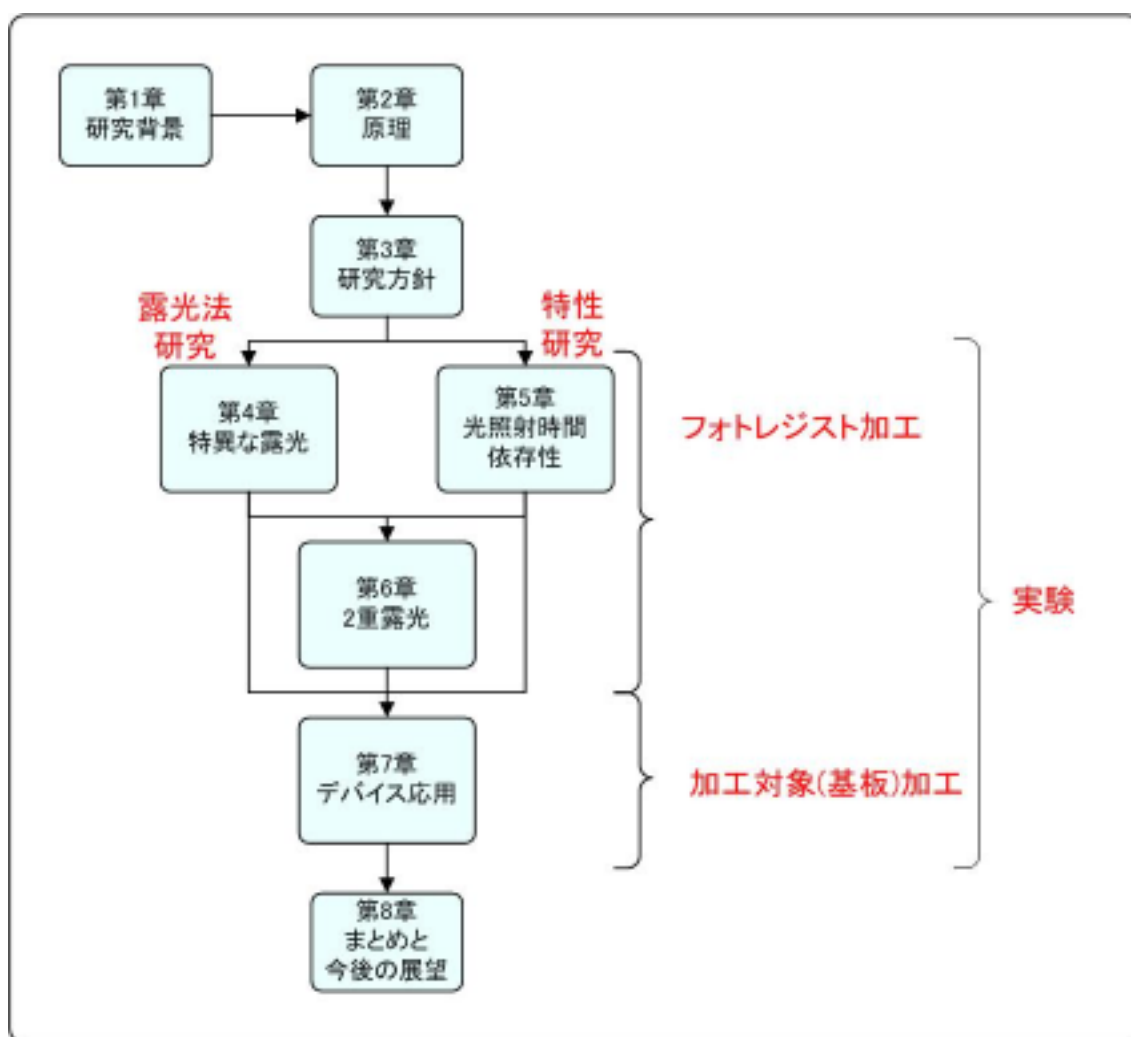 第1章
研究背景
第2章
原理
第3章
研究方針
露光法
研究
特性
研究
第4章
特異な露光
第5章
光照射時間
依存性
フォトレジスト加工
第6章
2重露光
実験
第7章
デバイス応用
加工対象(基板)加工
第8章
まとめと
今後の展望